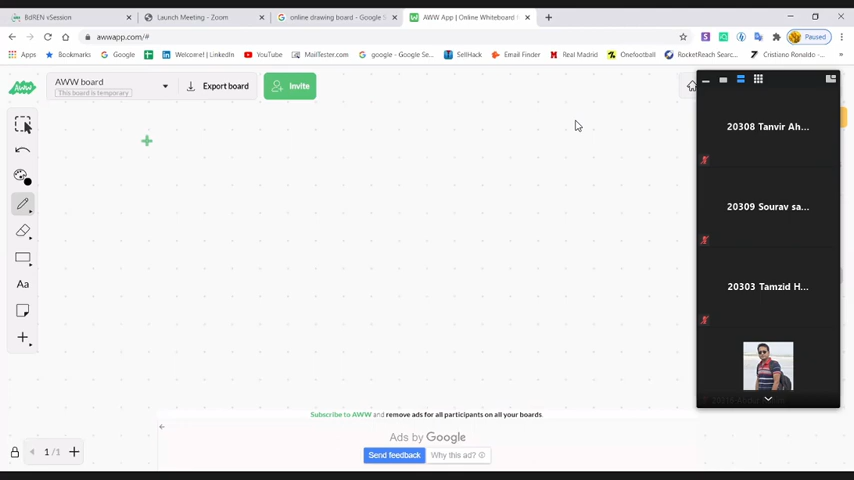 BdREN vSession
Launch Meeting - Zoom
online drawing board - Google S
AWW App | Online Whiteboard
awwapp.com/#
Paused
Apps
Bookmarks
Google
Welcome! | LinkedIn
YouTube
MailTester.com
google - Google Se...
SellHack
Email Finder
Real Madrid
Onefootball
RocketReach Searc...
Cristiano Ronaldo -...
AWW
AWW board
This board is temporary
Export board
Invite
20308 Tanvir Ah...
20309 Sourav sa...
20303 Tamzid H...
Aa
Subscribe to AWW and remove ads for all participants on all your boards.
Ads by Google
Send feedback
Why this ad?
1 /1